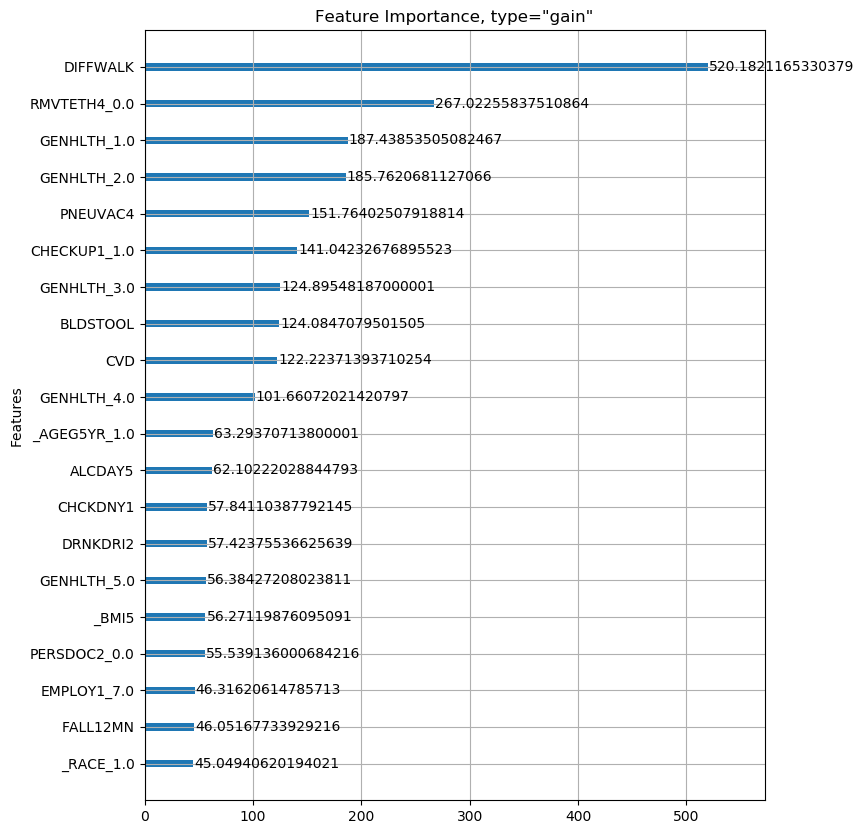 Feature Importance, type="gain"
DIFFWALK 520.1821165330379
RMVTETH4_0.0 267.02255837510864
GENHLTH_1.0 187.43853505082467
GENHLTH_2.0 185.7620681127066
PNEUVAC4 151.76402507918814
CHECKUP1_1.0 141.04232676895523
GENHLTH_3.0 124.89548187000001
BLDSTOOL 124.0847079501505
CVD 122.22371393710254
GENHLTH_4.0 101.66072021420797
_AGEG5YR_1.0 63.29370713800001
ALCDAY5 62.10222028844793
CHCKDNY1 57.84110387792145
DRNKDRI2 57.42375536625639
GENHLTH_5.0 56.38427208023811
_BMI5 56.27119876095091
PERSDOC2_0.0 55.539136000684216
EMPLOY1_7.0 46.31620614785713
FALL12MN 46.05167733929216
_RACE_1.0 45.04940620194021
Features
0 100 200 300 400 500